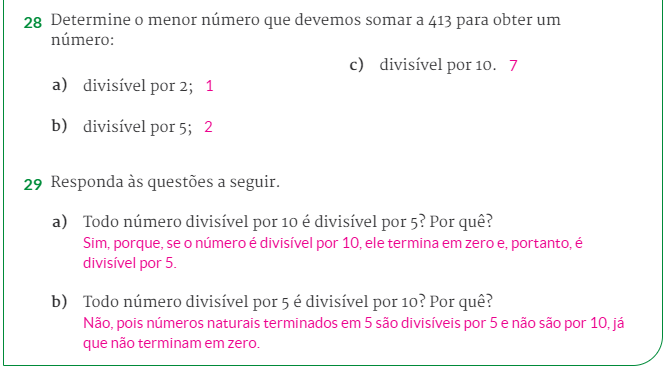 28 Determine o menor número que devemos somar a 413 para obter um
número:
a) divisível por 2; 1
b) divisível por 5; 2
c) divisível por 10. 7
29 Responda às questões a seguir.
a) Todo número divisível por 10 é divisível por 5? Por quê?
Sim, porque, se o número é divisível por 10, ele termina em zero e, portanto, é
divisível por 5.
b) Todo número divisível por 5 é divisível por 10? Por quê?
Não, pois números naturais terminados em 5 são divisíveis por 5 e não são por 10, já
que não terminam em zero.